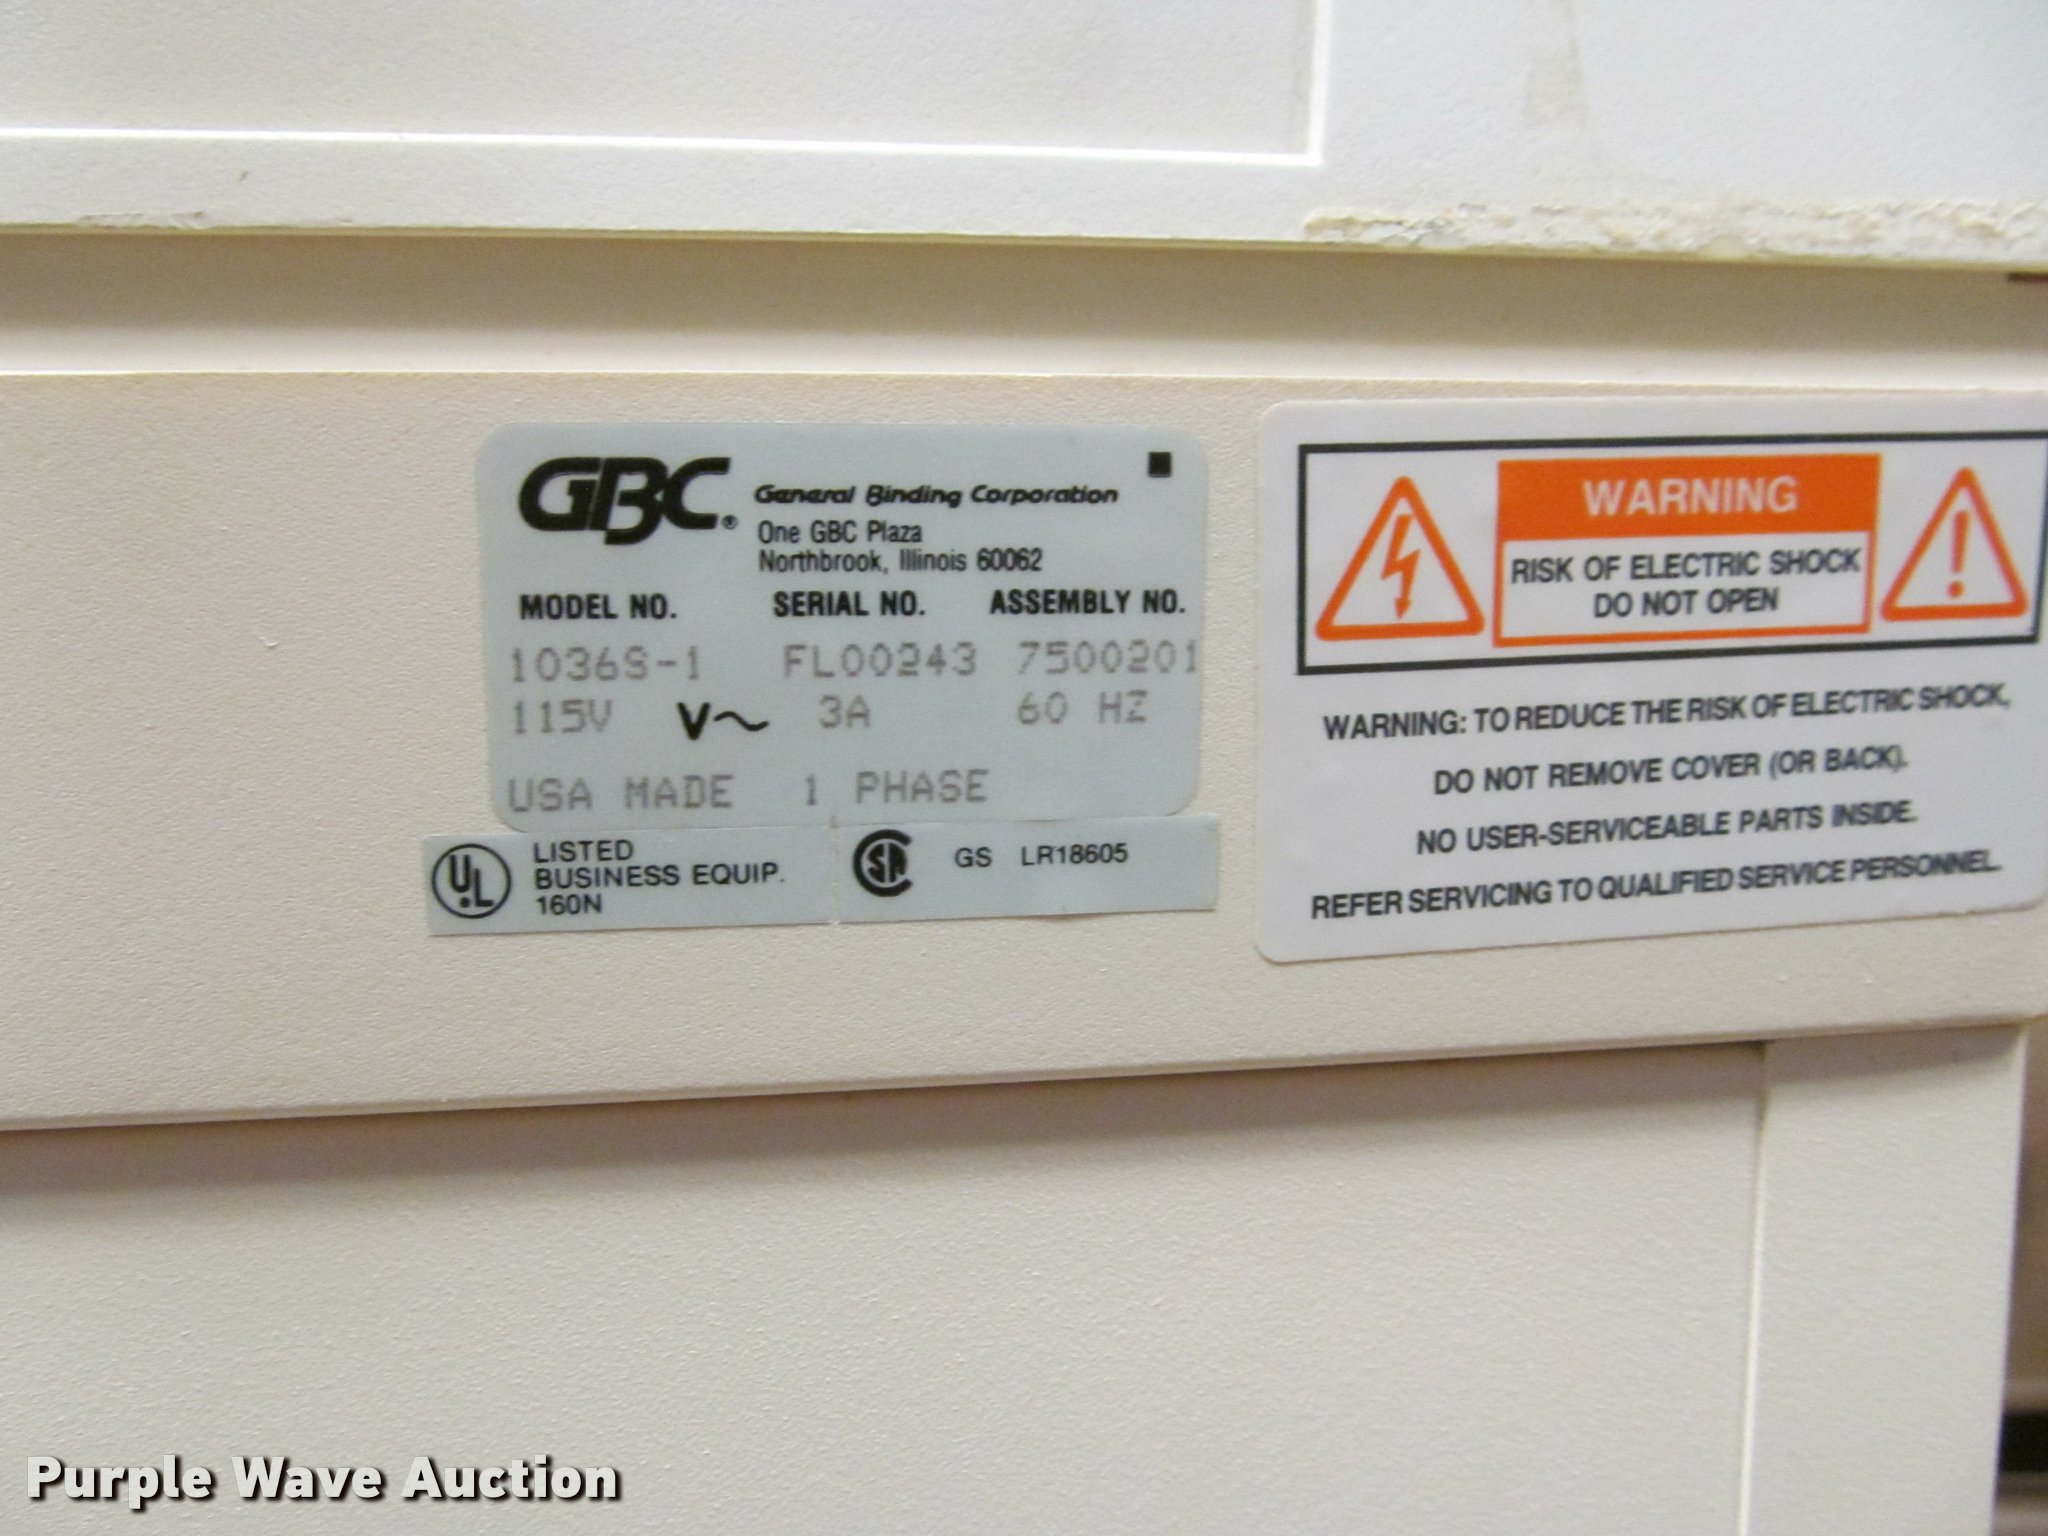 GBC® General Binding Corporation
One GBC Plaza
Northbrook, Illinois 60062
MODEL NO. SERIAL NO. ASSEMBLY NO.
1036S-1 FL00243 7500201
115V V~ 3A 60 HZ
USA MADE 1 PHASE
UL LISTED
BUSINESS EQUIP.
160N
SA GS LR18605
WARNING
RISK OF ELECTRIC SHOCK
DO NOT OPEN
!
WARNING: TO REDUCE THE RISK OF ELECTRIC SHOCK,
DO NOT REMOVE COVER (OR BACK).
NO USER-SERVICEABLE PARTS INSIDE.
REFER SERVICING TO QUALIFIED SERVICE PERSONNEL.
Purple Wave Auction